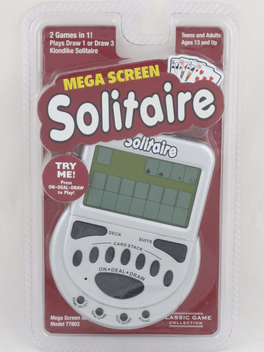 2 Games in 1!
Plays Draw 1 or Draw 3
Klondike Solitaire
Teens and Adults
Ages 13 and Up
MEGA SCREEN
Solitaire
Solitaire
TRY
ME!
Press
ON•DEAL•DRAW
to Play!
DECK
SUITS
CARD STACK
ON•DEAL•DRAW
Mega Screen
Model 77803
CLASSIC GAME
COLLECTION